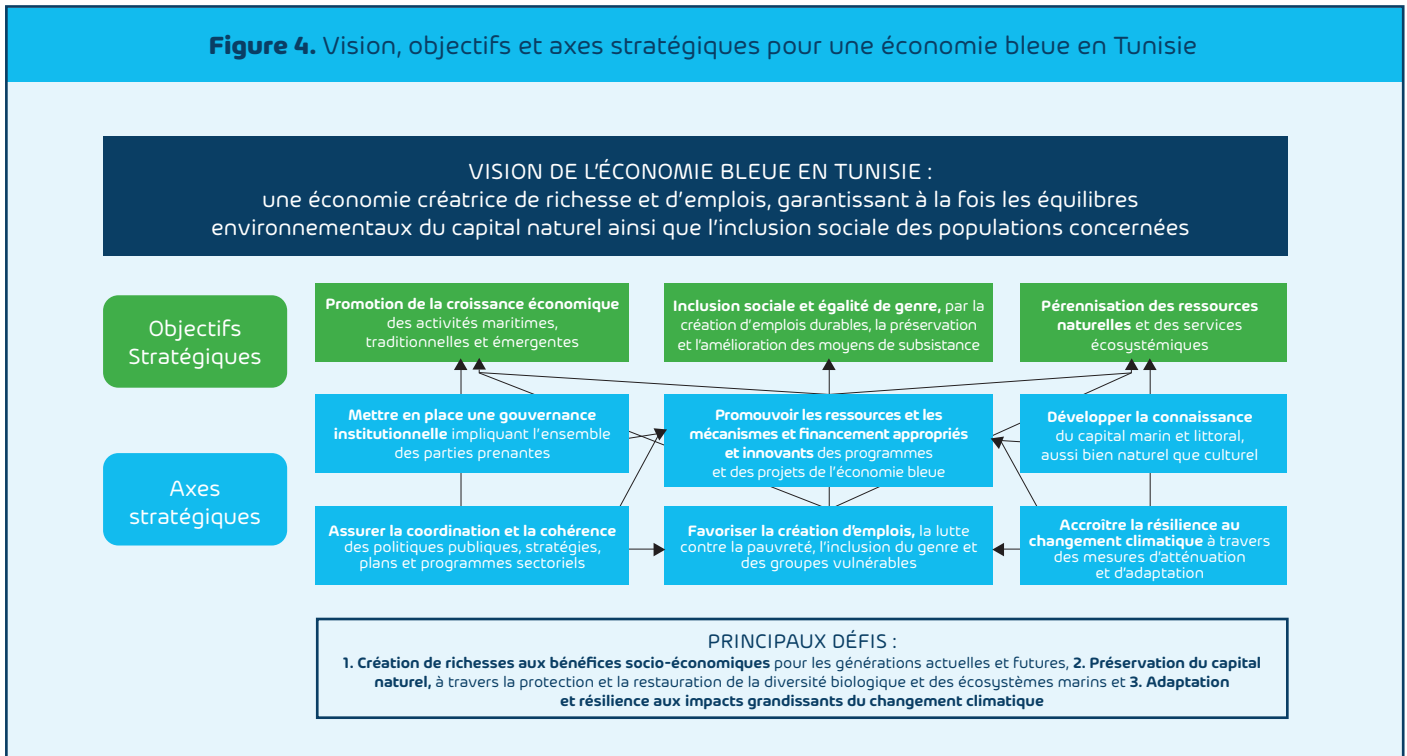 Figure 4. Vision, objectifs et axes stratégiques pour une économie bleue en Tunisie
VISION DE L'ÉCONOMIE BLEUE EN TUNISIE :
une économie créatrice de richesse et d'emplois, garantissant à la fois les équilibres
environnementaux du capital naturel ainsi que l'inclusion sociale des populations concernées
Objectifs
Stratégiques
Promotion de la croissance économique
des activités maritimes,
traditionnelles et émergentes
Inclusion sociale et égalité de genre, par la
création d'emplois durables, la préservation
et l'amélioration des moyens de subsistance
Pérennisation des ressources
naturelles et des services
écosystémiques
Axes
stratégiques
Mettre en place une gouvernance
institutionnelle impliquant l'ensemble
des parties prenantes
Promouvoir les ressources et les
mécanismes et financement appropriés
et innovants des programmes
et des projets de l'économie bleue
Développer la connaissance
du capital marin et littoral,
aussi bien naturel que culturel
Assurer la coordination et la cohérence
des politiques publiques, stratégies,
plans et programmes sectoriels
Favoriser la création d'emplois, la lutte
contre la pauvreté, l'inclusion du genre et
des groupes vulnérables
Accroître la résilience au
changement climatique à travers
des mesures d'atténuation
et d'adaptation
PRINCIPAUX DÉFIS :
1. Création de richesses aux bénéfices socio-économiques pour les générations actuelles et futures, 2. Préservation du capital
naturel, à travers la protection et la restauration de la diversité biologique et des écosystèmes marins et 3. Adaptation
et résilience aux impacts grandissants du changement climatique